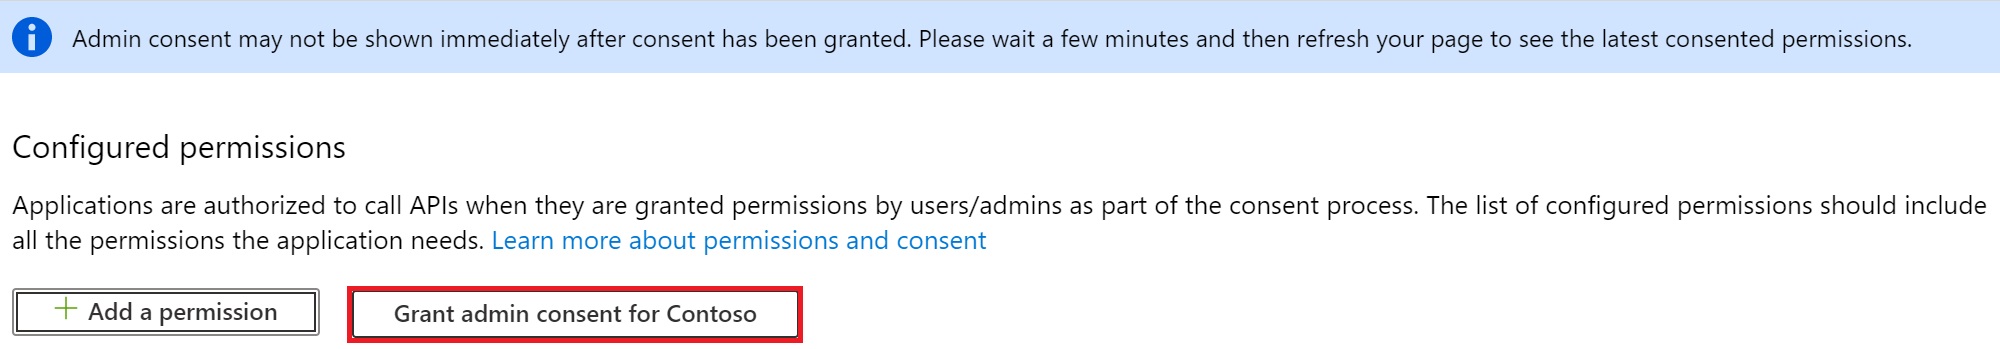 Admin consent may not be shown immediately after consent has been granted. Please wait a few minutes and then refresh your page to see the latest consented permissions.
Configured permissions
Applications are authorized to call APIs when they are granted permissions by users/admins as part of the consent process. The list of configured permissions should include
all the permissions the application needs. Learn more about permissions and consent
Add a permission Grant admin consent for Contoso